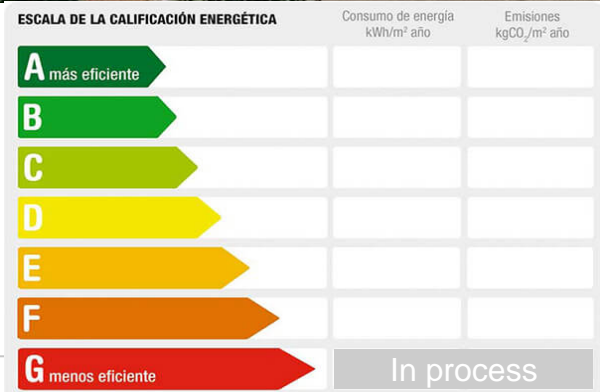 ESCALA DE LA CALIFICACIÓN ENERGÉTICA
Consumo de energía
kWh/m² año
Emisiones
kgCO₂/m² año
A más eficiente
B
C
D
E
F
G menos eficiente
In process